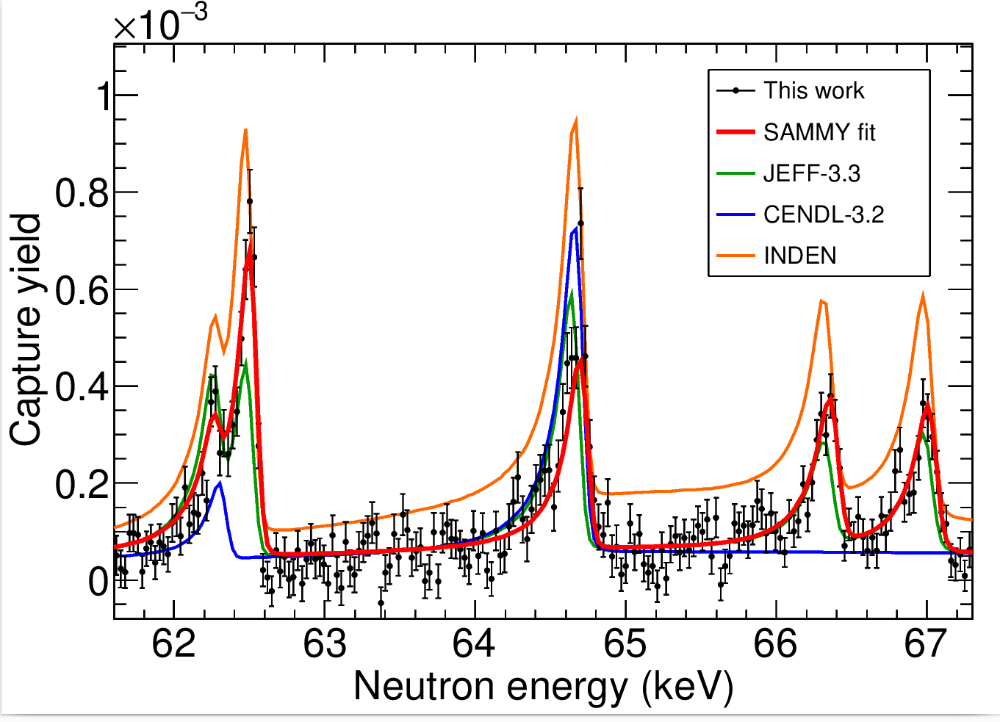 ×10⁻³
1
0.8
0.6
0.4
0.2
0
Capture yield
This work
SAMMY fit
JEFF-3.3
CENDL-3.2
INDEN
62 63 64 65 66 67
Neutron energy (keV)